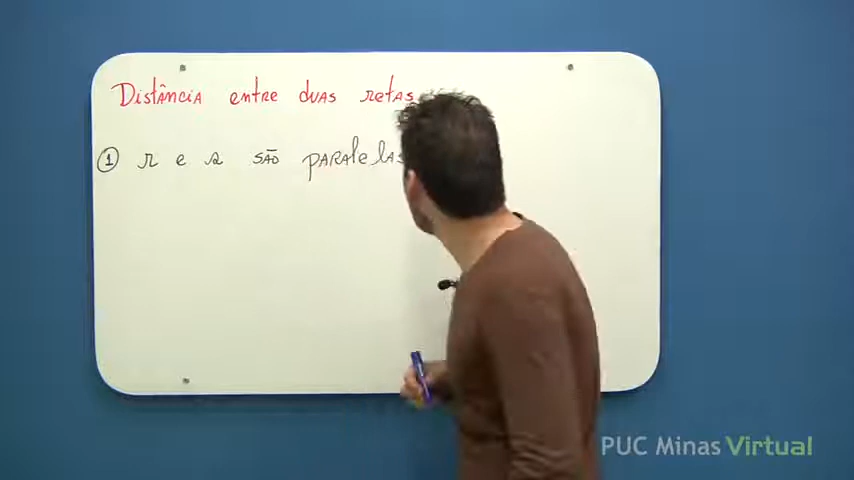 Distância entre duas retas
① r e s são paralelas
PUC Minas Virtual